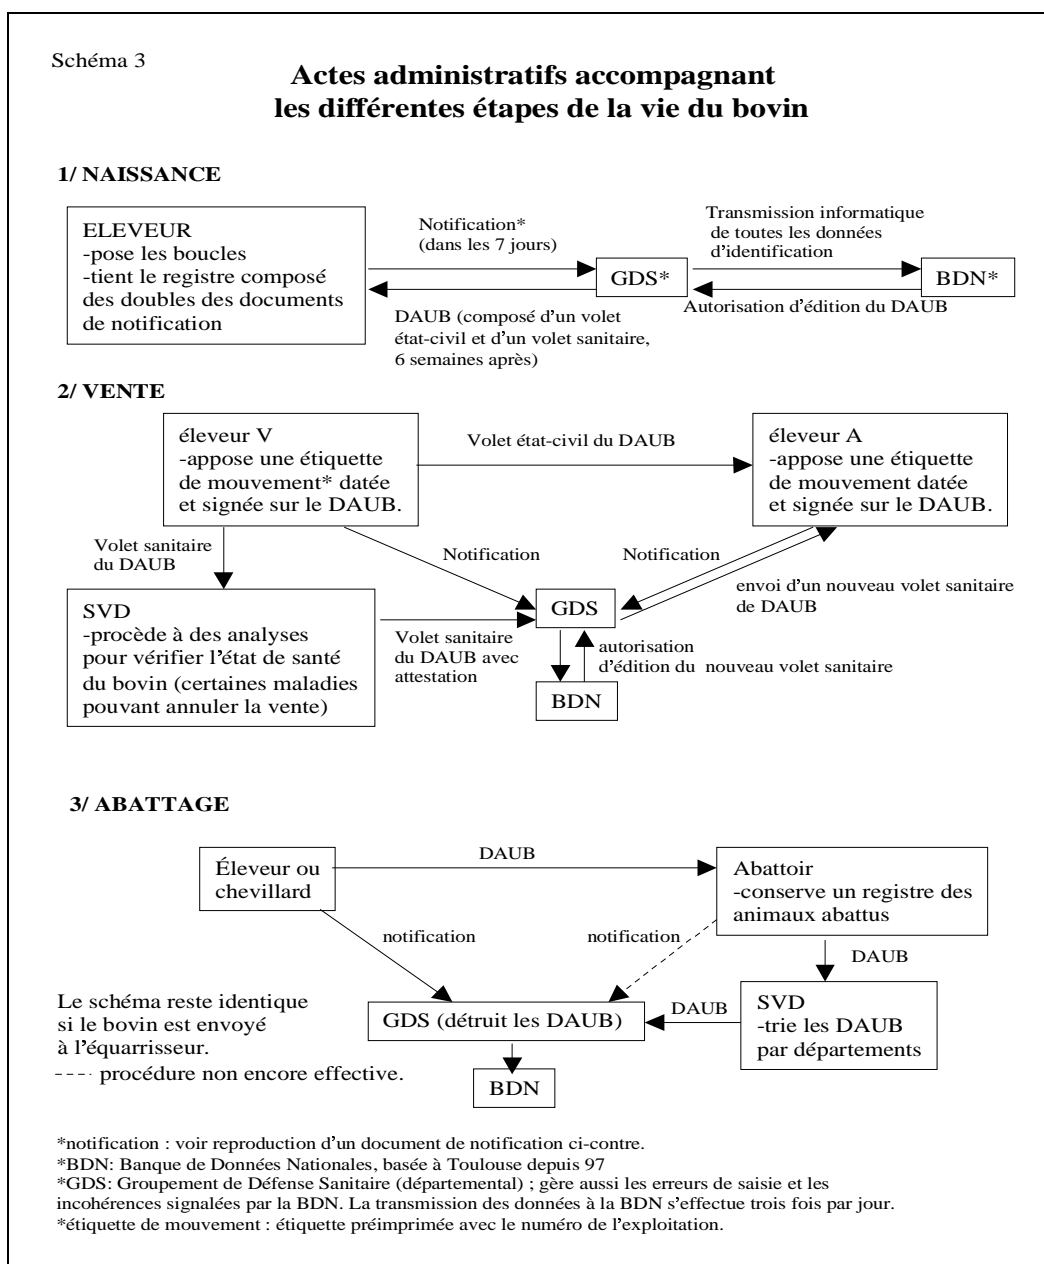 Schéma 3
Actes administratifs accompagnant
les différentes étapes de la vie du bovin
1/ NAISSANCE
ELEVEUR
-pose les boucles
-tient le registre composé
des doubles des documents
de notification
Notification*
(dans les 7 jours)
GDS*
Transmission informatique
de toutes les données
d'identification
BDN*
Autorisation d'édition du DAUB
DAUB (composé d'un volet
état-civil et d'un volet sanitaire,
6 semaines après)
2/ VENTE
éleveur V
-appose une étiquette
de mouvement* datée
et signée sur le DAUB.
Volet état-civil du DAUB
éleveur A
-appose une étiquette
de mouvement datée
et signée sur le DAUB.
Volet sanitaire
du DAUB
Notification
Notification
envoi d'un nouveau volet sanitaire
de DAUB
SVD
-procède à des analyses
pour vérifier l'état de santé
du bovin (certaines maladies
pouvant annuler la vente)
Volet sanitaire
du DAUB avec
attestation
GDS
autorisation
d'édition du nouveau volet sanitaire
BDN
3/ ABATTAGE
Éleveur ou
chevillard
DAUB
Abattoir
-conserve un registre des
animaux abattus
notification
notification
DAUB
Le schéma reste identique
si le bovin est envoyé
à l'équarrisseur.
---- procédure non encore effective.
GDS (détruit les DAUB)
DAUB
SVD
-trie les DAUB
par départements
BDN
*notification : voir reproduction d'un document de notification ci-contre.
*BDN: Banque de Données Nationales, basée à Toulouse depuis 97
*GDS: Groupement de Défense Sanitaire (départemental) ; gère aussi les erreurs de saisie et les
incohérences signalées par la BDN. La transmission des données à la BDN s'effectue trois fois par jour.
*étiquette de mouvement : étiquette préimprimée avec le numéro de l'exploitation.